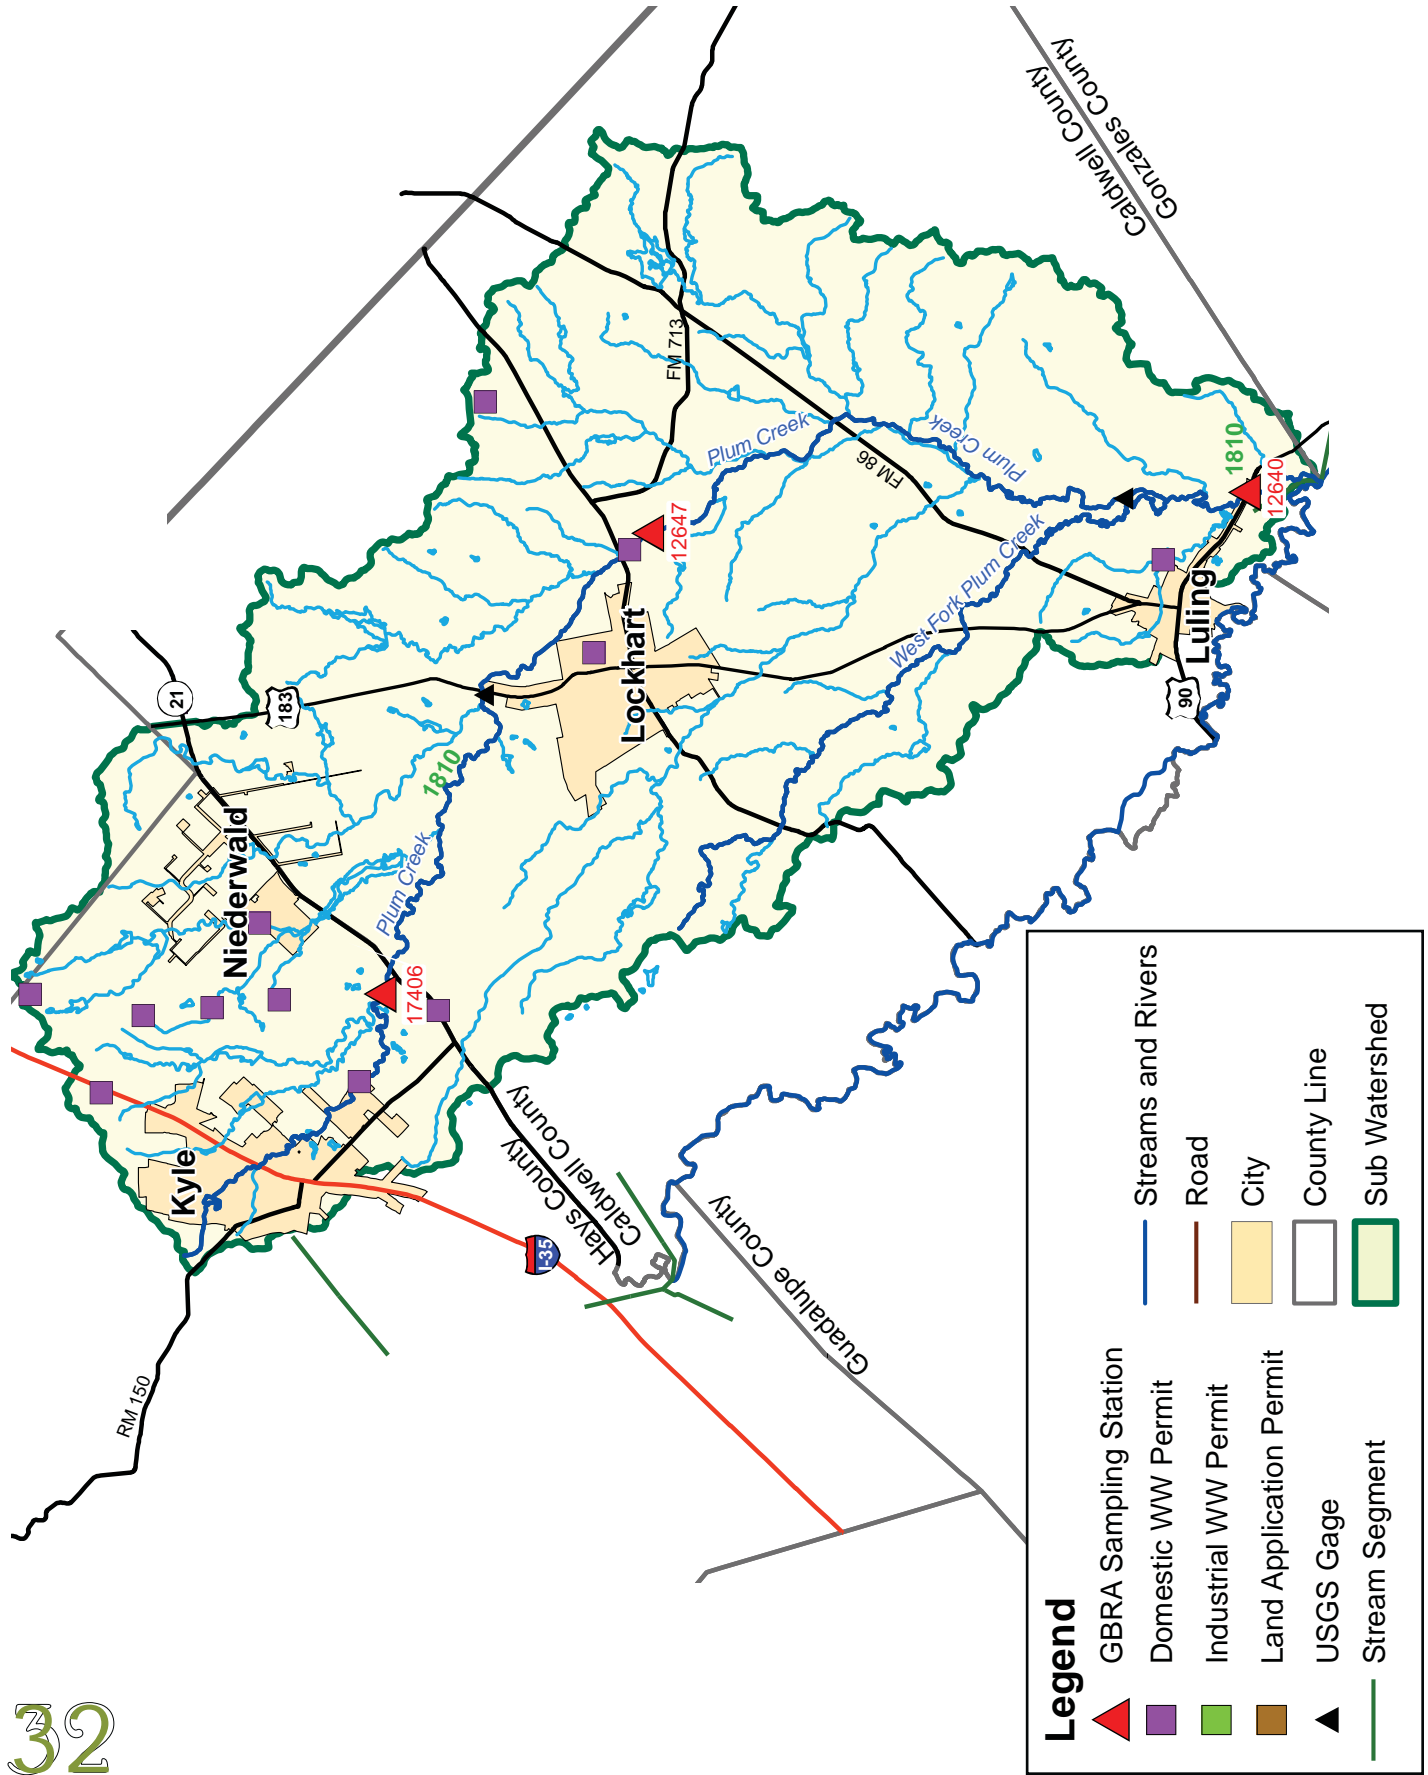 32
RM 150
Kyle
Niederwald
21
183
1810
Plum Creek
17406
I-35
Hays County
Caldwell County
Guadalupe County
Lockhart
12647
FM 713
Plum Creek
FM 86
Plum Creek
West Fork Plum Creek
Luling
90
1810
12640
Caldwell County
Gonzales County
Legend
GBRA Sampling Station
Domestic WW Permit
Industrial WW Permit
Land Application Permit
USGS Gage
Stream Segment
Streams and Rivers
Road
City
County Line
Sub Watershed